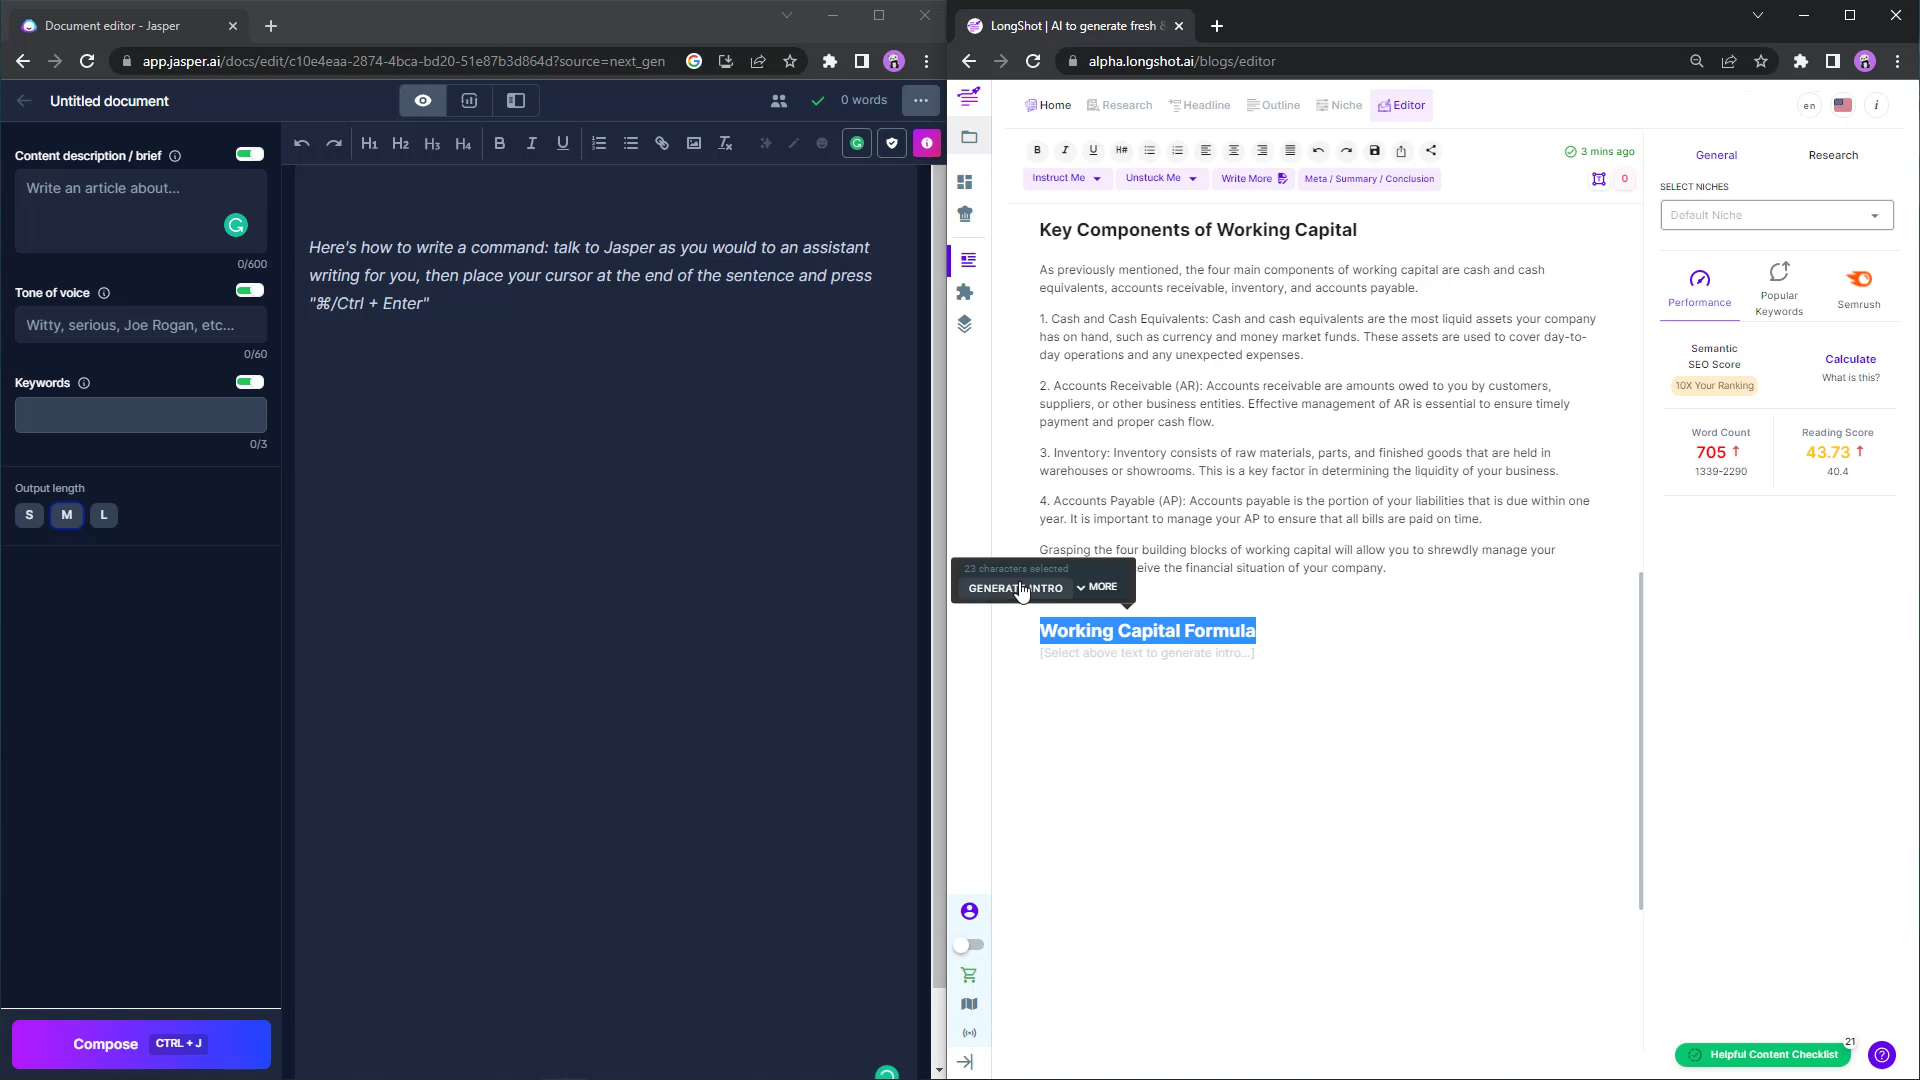 Document editor - Jasper
app.jasper.ai/docs/edit/c10e4eaa-2874-4bca-bd20-51e87b3d864d?source=next_gen
Untitled document
0 words
H1 H2 H3 H4 B I U
Content description / brief
Write an article about...
0/600
Tone of voice
Witty, serious, Joe Rogan, etc...
0/60
Keywords
0/3
Output length
S M L
Compose CTRL + J
Here's how to write a command: talk to Jasper as you would to an assistant
writing for you, then place your cursor at the end of the sentence and press
"⌘/Ctrl + Enter"
LongShot | AI to generate fresh
alpha.longshot.ai/blogs/editor
Home Research Headline Outline Niche Editor
en
i
B I U H#
3 mins ago
Instruct Me Unstuck Me Write More Meta / Summary / Conclusion
0
Key Components of Working Capital
As previously mentioned, the four main components of working capital are cash and cash
equivalents, accounts receivable, inventory, and accounts payable.
1. Cash and Cash Equivalents: Cash and cash equivalents are the most liquid assets your company
has on hand, such as currency and money market funds. These assets are used to cover day-to-
day operations and any unexpected expenses.
2. Accounts Receivable (AR): Accounts receivable are amounts owed to you by customers,
suppliers, or other business entities. Effective management of AR is essential to ensure timely
payment and proper cash flow.
3. Inventory: Inventory consists of raw materials, parts, and finished goods that are held in
warehouses or showrooms. This is a key factor in determining the liquidity of your business.
4. Accounts Payable (AP): Accounts payable is the portion of your liabilities that is due within one
year. It is important to manage your AP to ensure that all bills are paid on time.
Grasping the four building blocks of working capital will allow you to shrewdly manage your
eive the financial situation of your company.
23 characters selected
GENERATE INTRO MORE
Working Capital Formula
[Select above text to generate intro...]
General Research
SELECT NICHES
Default Niche
Performance
Popular
Keywords
Semrush
Semantic
SEO Score
10X Your Ranking
Calculate
What is this?
Word Count
705
1339-2290
Reading Score
43.73
40.4
Helpful Content Checklist
21